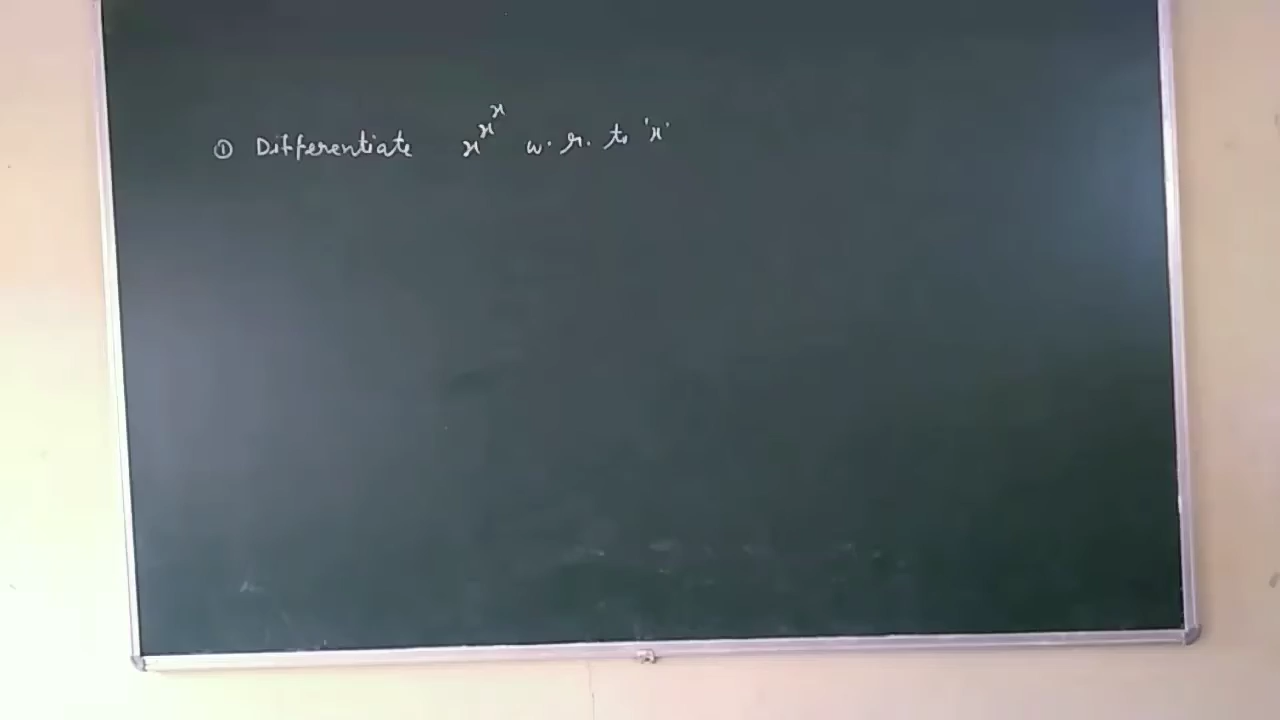 ① Differentiate x^{x^{x}} w.r. to 'x'